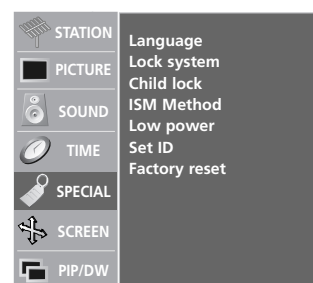 STATION
PICTURE
SOUND
TIME
SPECIAL
SCREEN
PIP/DW
Language
Lock system
Child lock
ISM Method
Low power
Set ID
Factory reset